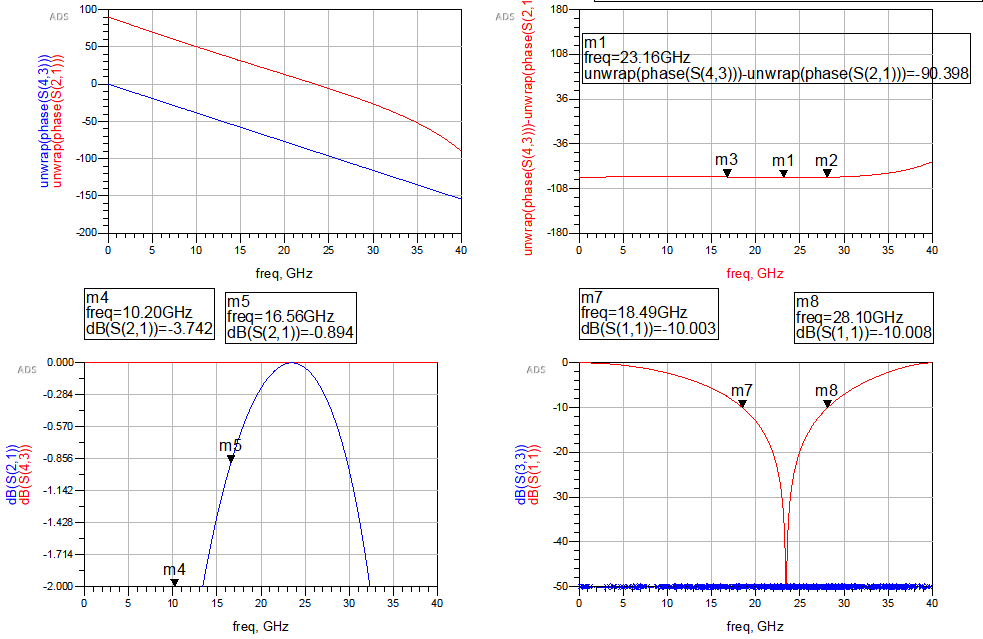 ADS
100
50
0
-50
-100
-150
-200
0 5 10 15 20 25 30 35 40
freq, GHz
unwrap(phase(S(4,3)))
unwrap(phase(S(2,1)))
ADS
180
108
36
-36
-108
-180
0 5 10 15 20 25 30 35 40
freq, GHz
unwrap(phase(S(4,3)))-unwrap(phase(S(2,1
m1
freq=23.16GHz
unwrap(phase(S(4,3)))-unwrap(phase(S(2,1)))=-90.398
m3 m1 m2
m4
freq=10.20GHz
dB(S(2,1))=-3.742
m5
freq=16.56GHz
dB(S(2,1))=-0.894
ADS
0.000
-0.284
-0.570
-0.856
-1.142
-1.428
-1.714
-2.000
m5
m4
0 5 10 15 20 25 30 35 40
freq, GHz
dB(S(2,1))
dB(S(4,3))
m7
freq=18.49GHz
dB(S(1,1))=-10.003
m8
freq=28.10GHz
dB(S(1,1))=-10.008
ADS
0
-10
-20
-30
-40
-50
m7 m8
0 5 10 15 20 25 30 35 40
freq, GHz
dB(S(3,3))
dB(S(1,1))